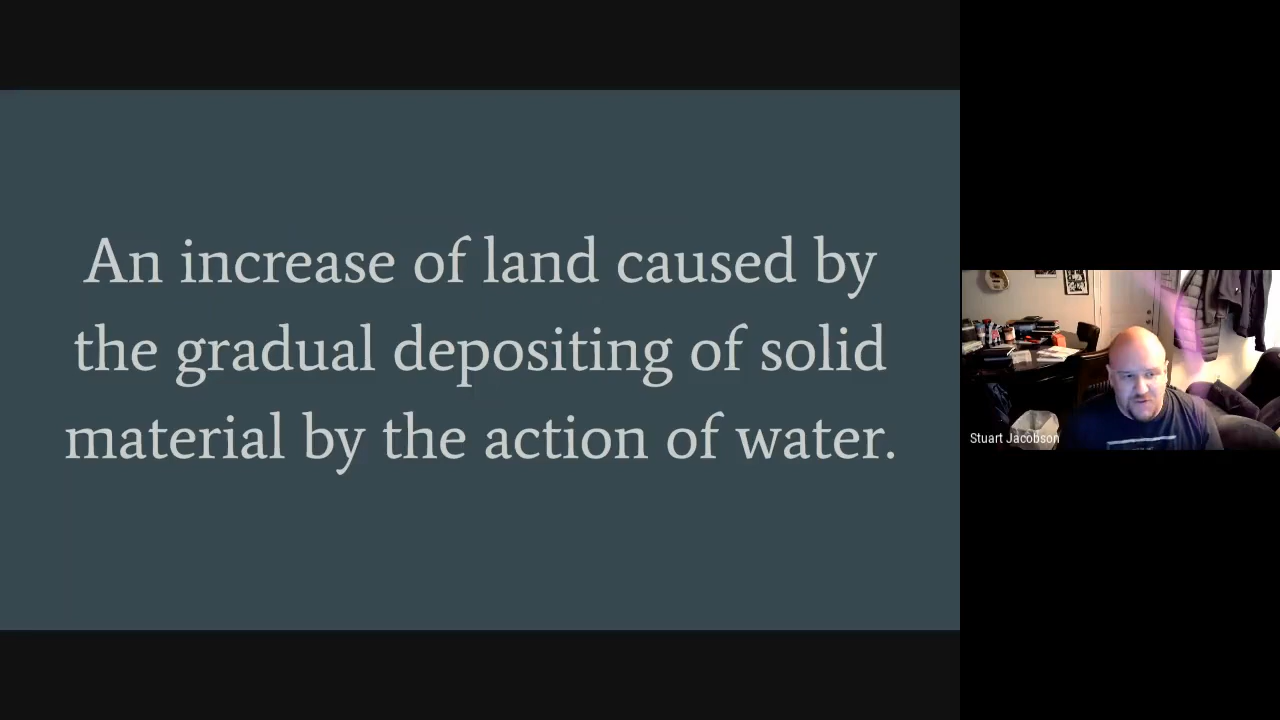 An increase of land caused by
the gradual depositing of solid
material by the action of water.
Stuart Jacobson